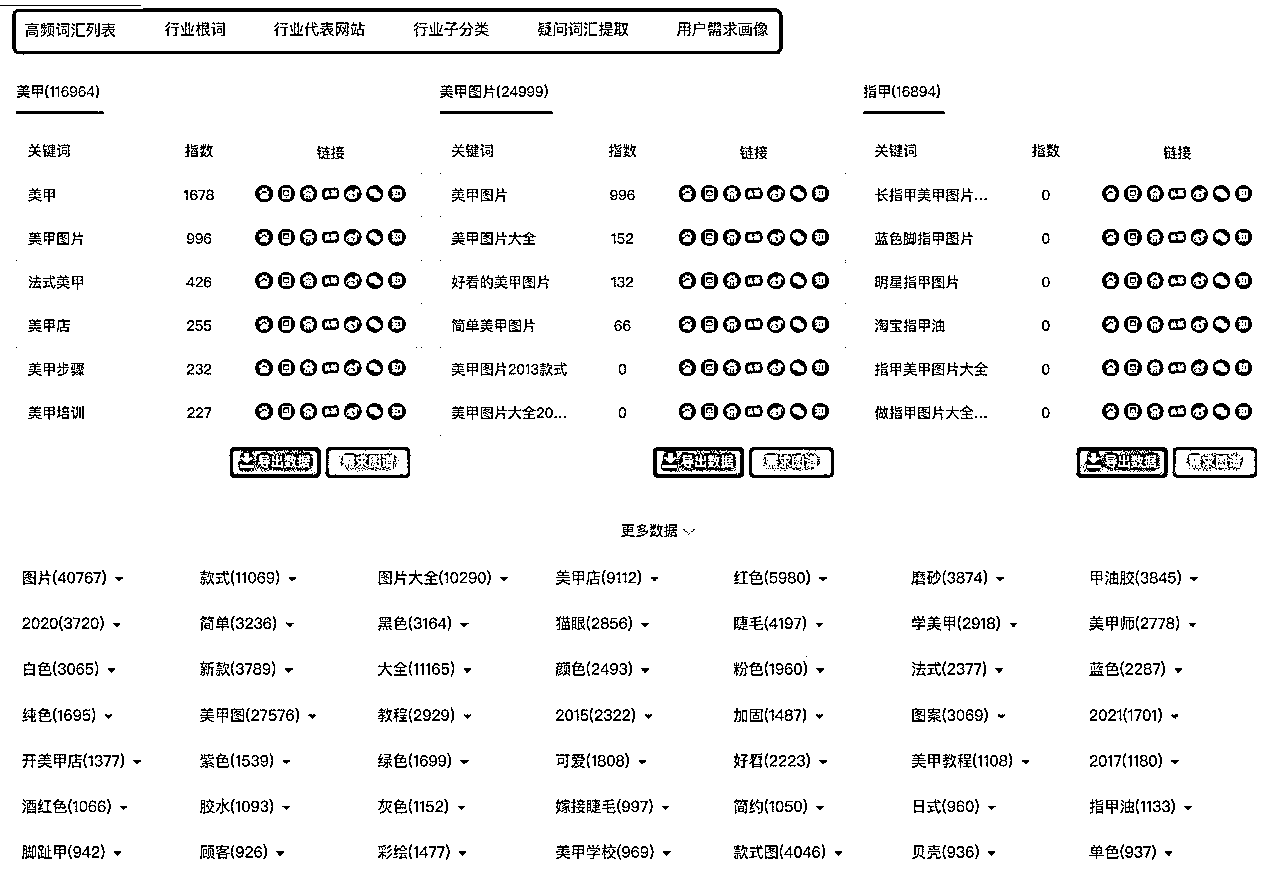 高频词汇列表 行业根词 行业代表网站 行业子分类 疑问词汇提取 用户需求画像
美甲(116964) 美甲图片(24999) 指甲(16894)
关键词 指数 链接 关键词 指数 链接 关键词 指数 链接
美甲 1678 美甲图片 996 长指甲美甲图片... 0
美甲图片 996 美甲图片大全 152 蓝色脚指甲图片 0
法式美甲 426 好看的美甲图片 132 明星指甲图片 0
美甲店 255 简单美甲图片 66 淘宝指甲油 0
美甲步骤 232 美甲图片2013款式 0 指甲美甲图片大全 0
美甲培训 227 美甲图片大全20... 0 做指甲图片大全... 0
导出数据 需求图谱 导出数据 需求图谱 导出数据 需求图谱
更多数据
图片(40767) 款式(11069) 图片大全(10290) 美甲店(9112) 红色(5980) 磨砂(3874) 甲油胶(3845)
2020(3720) 简单(3236) 黑色(3164) 猫眼(2856) 睫毛(4197) 学美甲(2918) 美甲师(2778)
白色(3065) 新款(3789) 大全(11165) 颜色(2493) 粉色(1960) 法式(2377) 蓝色(2287)
纯色(1695) 美甲图(27576) 教程(2929) 2015(2322) 加固(1487) 图案(3069) 2021(1701)
开美甲店(1377) 紫色(1539) 绿色(1699) 可爱(1808) 好看(2223) 美甲教程(1108) 2017(1180)
酒红色(1066) 胶水(1093) 灰色(1152) 嫁接睫毛(997) 简约(1050) 日式(960) 指甲油(1133)
脚趾甲(942) 顾客(926) 彩绘(1477) 美甲学校(969) 款式图(4046) 贝壳(936) 单色(937)